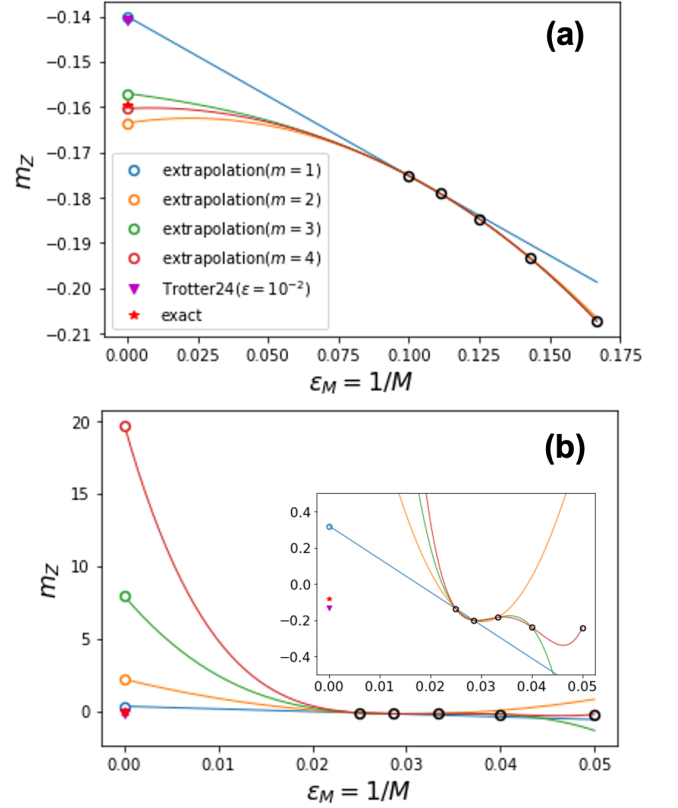 (a)
−0.14
−0.15
−0.16
−0.17
−0.18
−0.19
−0.20
−0.21
m_Z
extrapolation(m = 1)
extrapolation(m = 2)
extrapolation(m = 3)
extrapolation(m = 4)
Trotter24(ε = 10⁻²)
exact
0.000 0.025 0.050 0.075 0.100 0.125 0.150 0.175
ε_M = 1/M
(b)
20
15
10
5
0
m_Z
0.4
0.2
0.0
−0.2
−0.4
0.00 0.01 0.02 0.03 0.04 0.05
0.00 0.01 0.02 0.03 0.04 0.05
ε_M = 1/M